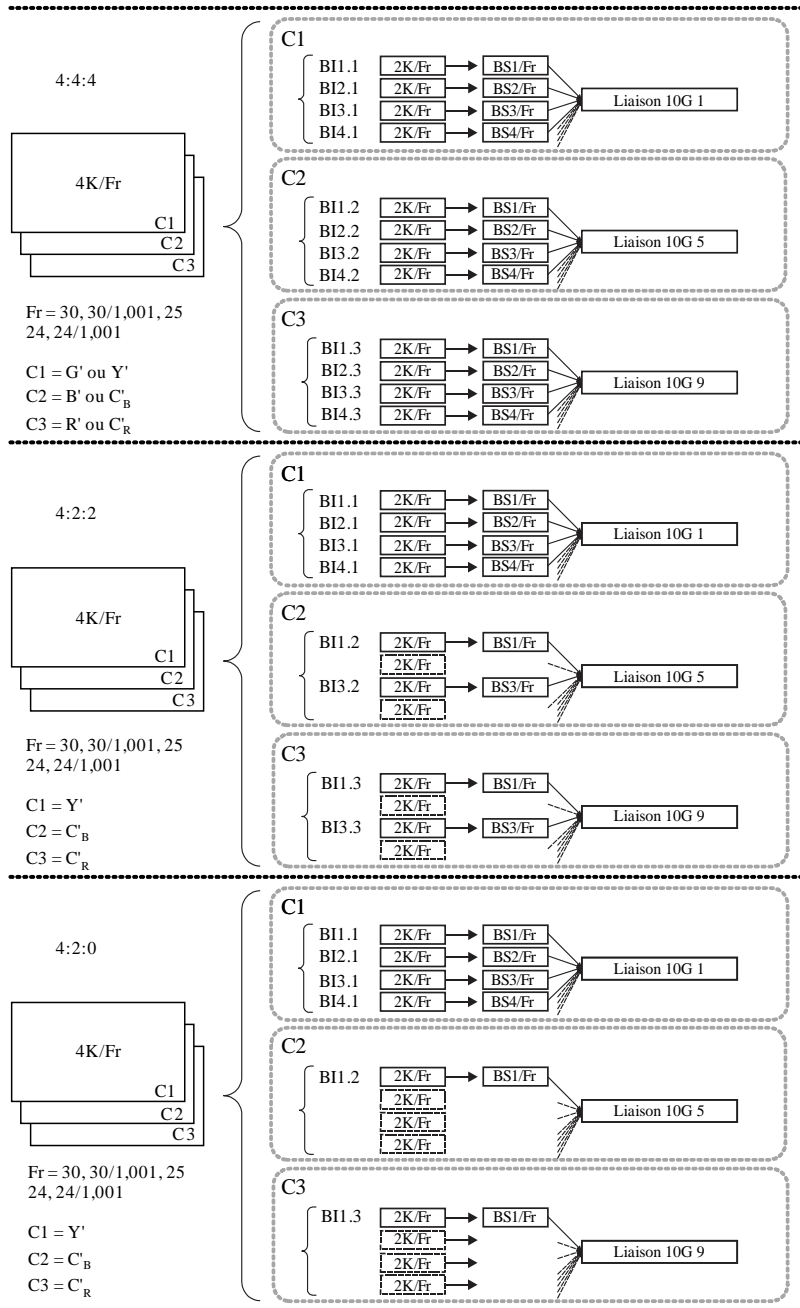 4:4:4
4K/Fr
C1
C2
C3
Fr = 30, 30/1,001, 25
24, 24/1,001
C1 = G' ou Y'
C2 = B' ou C'B
C3 = R' ou C'R
C1
BI1.1 2K/Fr BS1/Fr
BI2.1 2K/Fr BS2/Fr
BI3.1 2K/Fr BS3/Fr
BI4.1 2K/Fr BS4/Fr
Liaison 10G 1
C2
BI1.2 2K/Fr BS1/Fr
BI2.2 2K/Fr BS2/Fr
BI3.2 2K/Fr BS3/Fr
BI4.2 2K/Fr BS4/Fr
Liaison 10G 5
C3
BI1.3 2K/Fr BS1/Fr
BI2.3 2K/Fr BS2/Fr
BI3.3 2K/Fr BS3/Fr
BI4.3 2K/Fr BS4/Fr
Liaison 10G 9
4:2:2
4K/Fr
C1
C2
C3
Fr = 30, 30/1,001, 25
24, 24/1,001
C1 = Y'
C2 = C'B
C3 = C'R
C1
BI1.1 2K/Fr BS1/Fr
BI2.1 2K/Fr BS2/Fr
BI3.1 2K/Fr BS3/Fr
BI4.1 2K/Fr BS4/Fr
Liaison 10G 1
C2
BI1.2 2K/Fr BS1/Fr
2K/Fr
BI3.2 2K/Fr BS3/Fr
2K/Fr
Liaison 10G 5
C3
BI1.3 2K/Fr BS1/Fr
2K/Fr
BI3.3 2K/Fr BS3/Fr
2K/Fr
Liaison 10G 9
4:2:0
4K/Fr
C1
C2
C3
Fr = 30, 30/1,001, 25
24, 24/1,001
C1 = Y'
C2 = C'B
C3 = C'R
C1
BI1.1 2K/Fr BS1/Fr
BI2.1 2K/Fr BS2/Fr
BI3.1 2K/Fr BS3/Fr
BI4.1 2K/Fr BS4/Fr
Liaison 10G 1
C2
BI1.2 2K/Fr BS1/Fr
2K/Fr
2K/Fr
2K/Fr
Liaison 10G 5
C3
BI1.3 2K/Fr BS1/Fr
2K/Fr
2K/Fr
2K/Fr
Liaison 10G 9